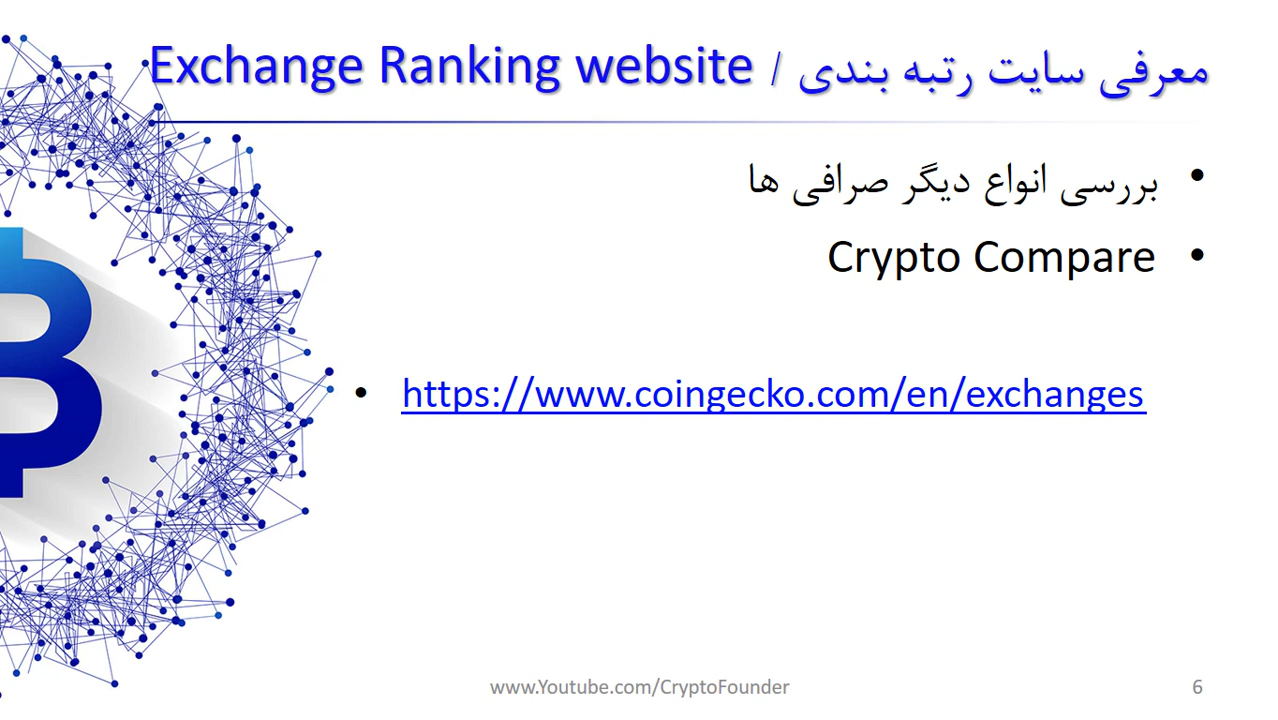 معرفی سایت رتبه بندی / Exchange Ranking website
• بررسی انواع دیگر صرافی ها
• Crypto Compare
• https://www.coingecko.com/en/exchanges
www.Youtube.com/CryptoFounder
6